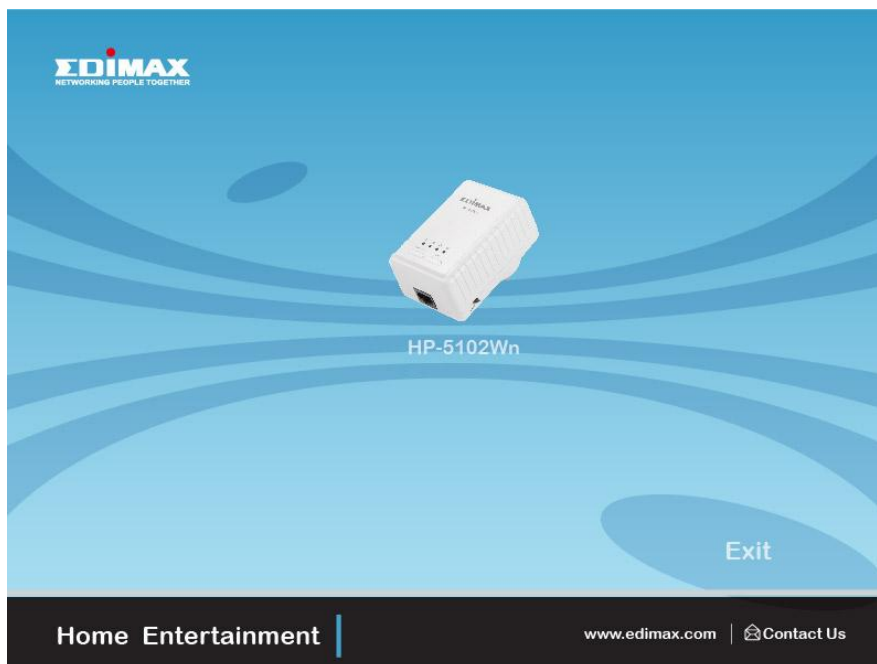 EDIMAX
NETWORKING PEOPLE TOGETHER
EDIMAX
HP-5102Wn
Exit
Home Entertainment
www.edimax.com
Contact Us